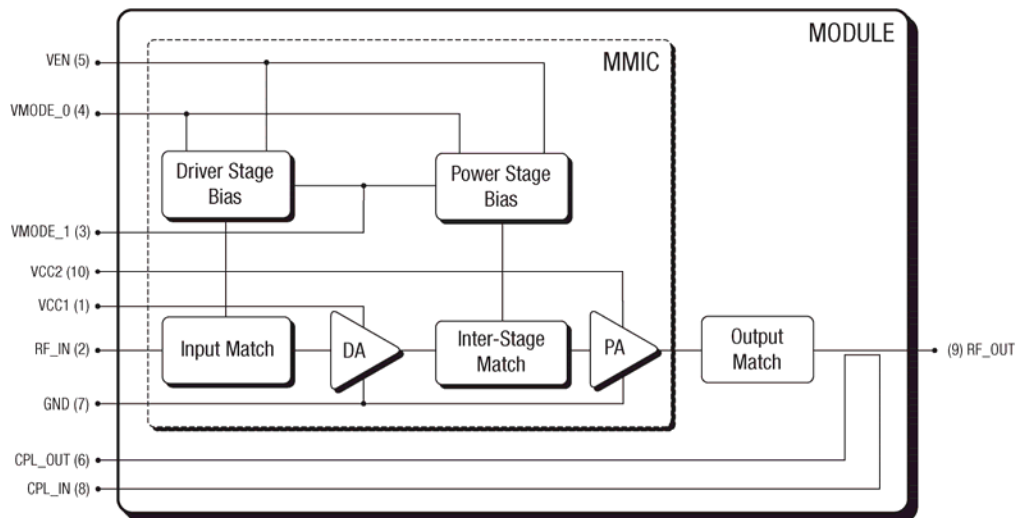 MODULE
MMIC
VEN (5)
VMODE_0 (4)
Driver Stage
Bias
Power Stage
Bias
VMODE_1 (3)
VCC2 (10)
VCC1 (1)
RF_IN (2)
Input Match
DA
Inter-Stage
Match
PA
Output
Match
(9) RF_OUT
GND (7)
CPL_OUT (6)
CPL_IN (8)